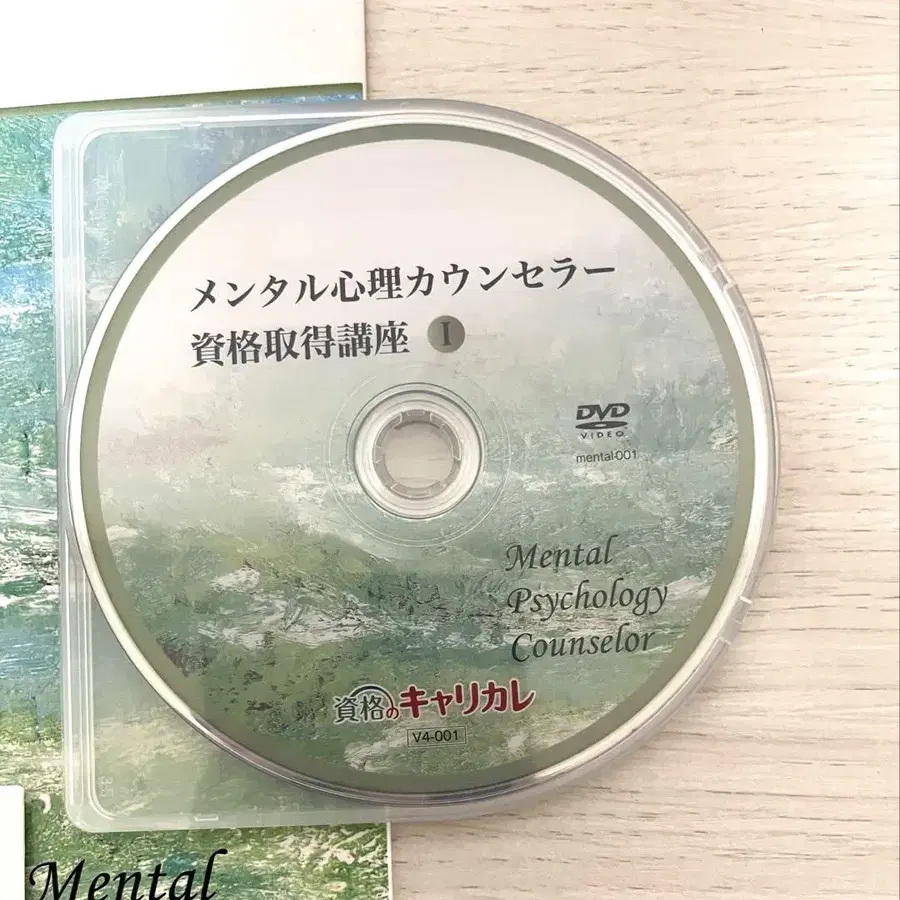 メンタル心理カウンセラー
資格取得講座 I
DVD
VIDEO
mental-001
Mental
Psychology
Counselor
資格のキャリカレ
V4-001
Mental